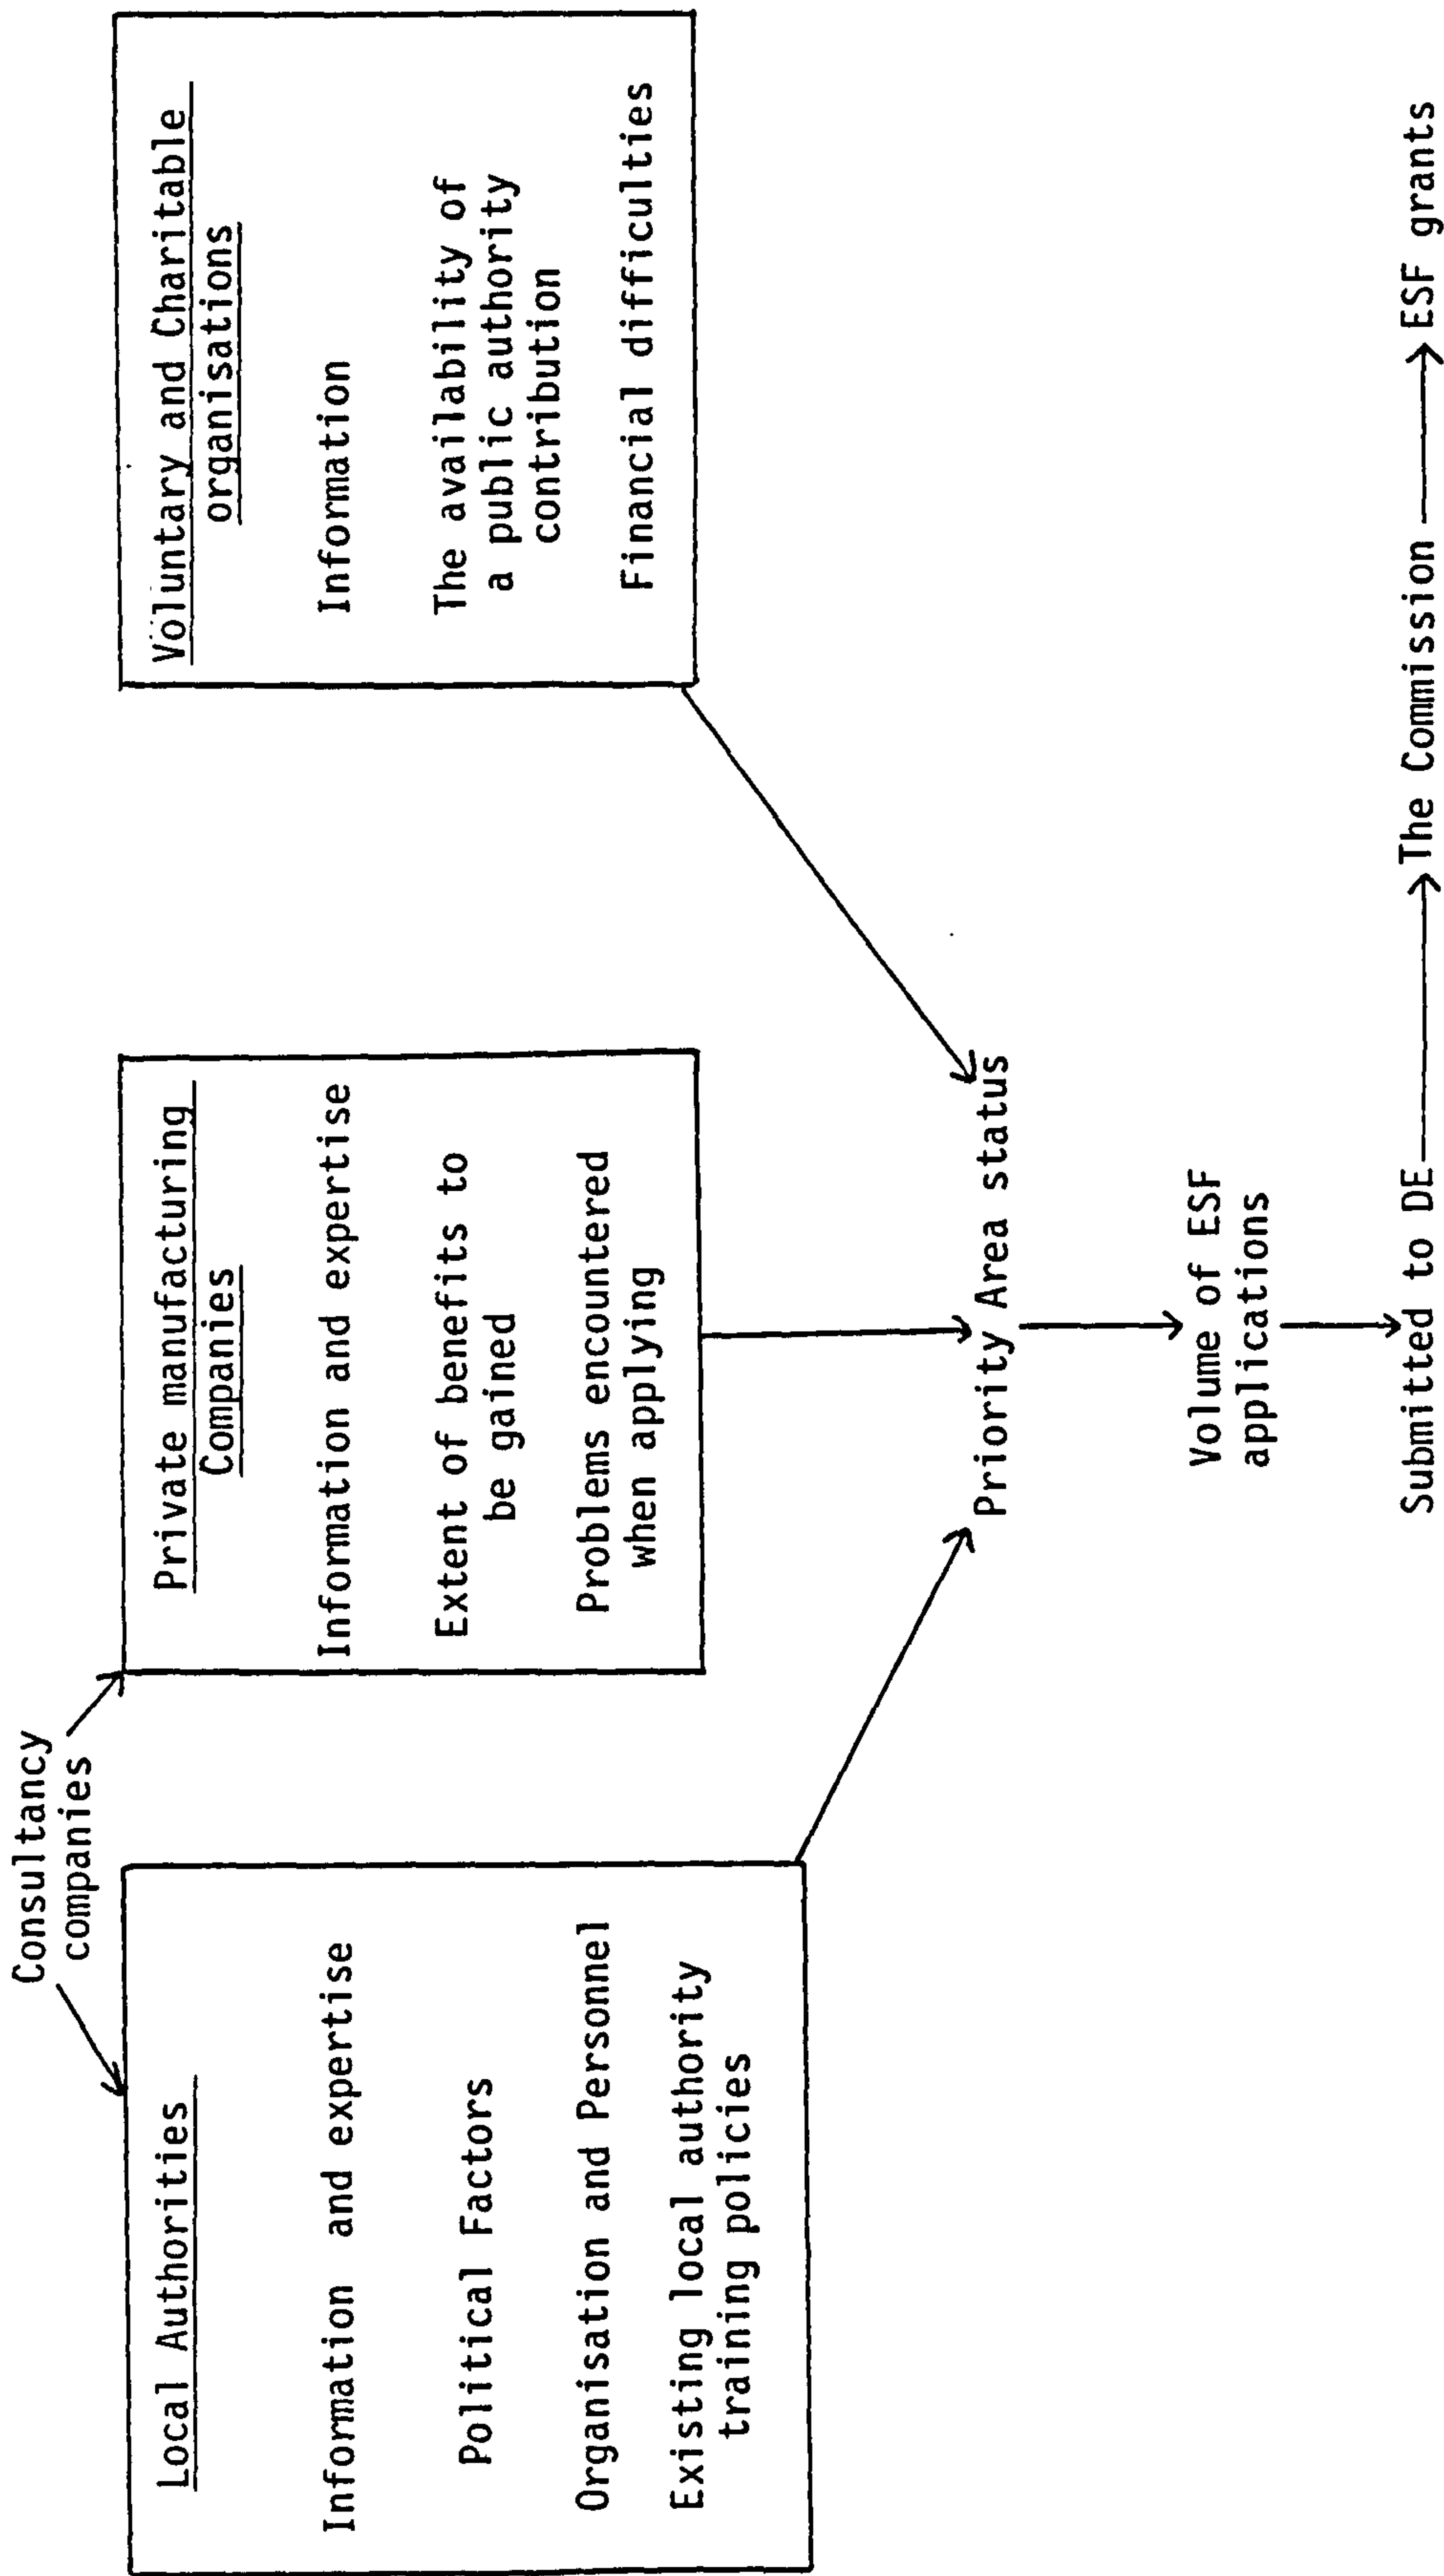 Consultancy
companies
Local Authorities
Information and expertise
Political Factors
Organisation and Personnel
Existing local authority
training policies
Private manufacturing
Companies
Information and expertise
Extent of benefits to
be gained
Problems encountered
when applying
Voluntary and Charitable
organisations
Information
The availability of
a public authority
contribution
Financial difficulties
Priority Area status
Volume of ESF
applications
Submitted to DE
The Commission
ESF grants